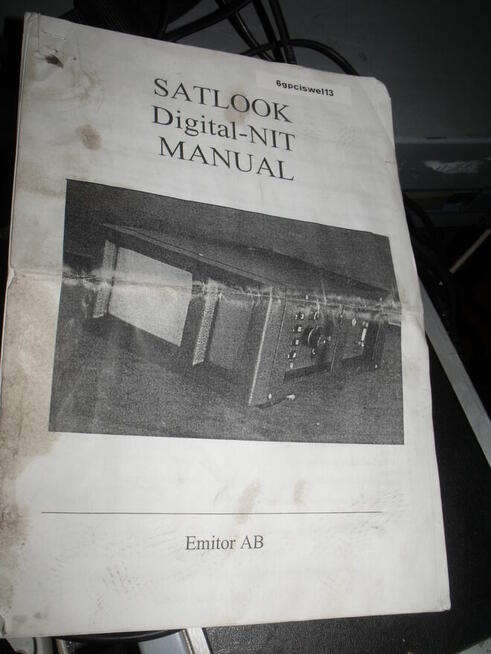 6gpciswel13
SATLOOK
Digital-NIT
MANUAL
Emitor AB